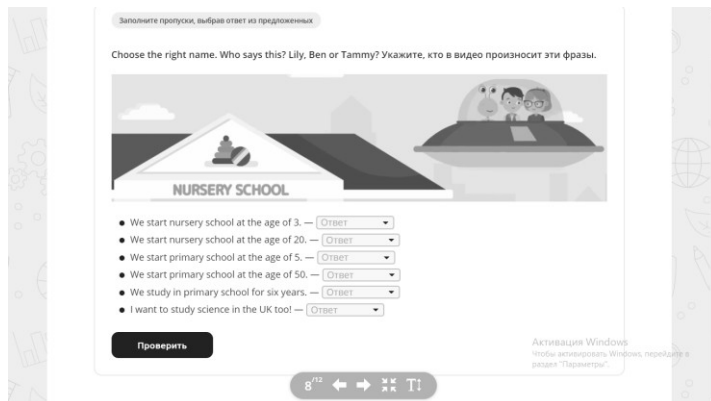 Заполните пропуски, выбрав ответ из предложенных
Choose the right name. Who says this? Lily, Ben or Tammy? Укажите, кто в видео произносит эти фразы.
NURSERY SCHOOL
● We start nursery school at the age of 3. — Ответ
● We start nursery school at the age of 20. — Ответ
● We start primary school at the age of 5. — Ответ
● We start primary school at the age of 50. — Ответ
● We study in primary school for six years. — Ответ
● I want to study science in the UK too! — Ответ
Проверить
Активация Windows
Чтобы активировать Windows, перейдите в
раздел "Параметры".
8/12 T